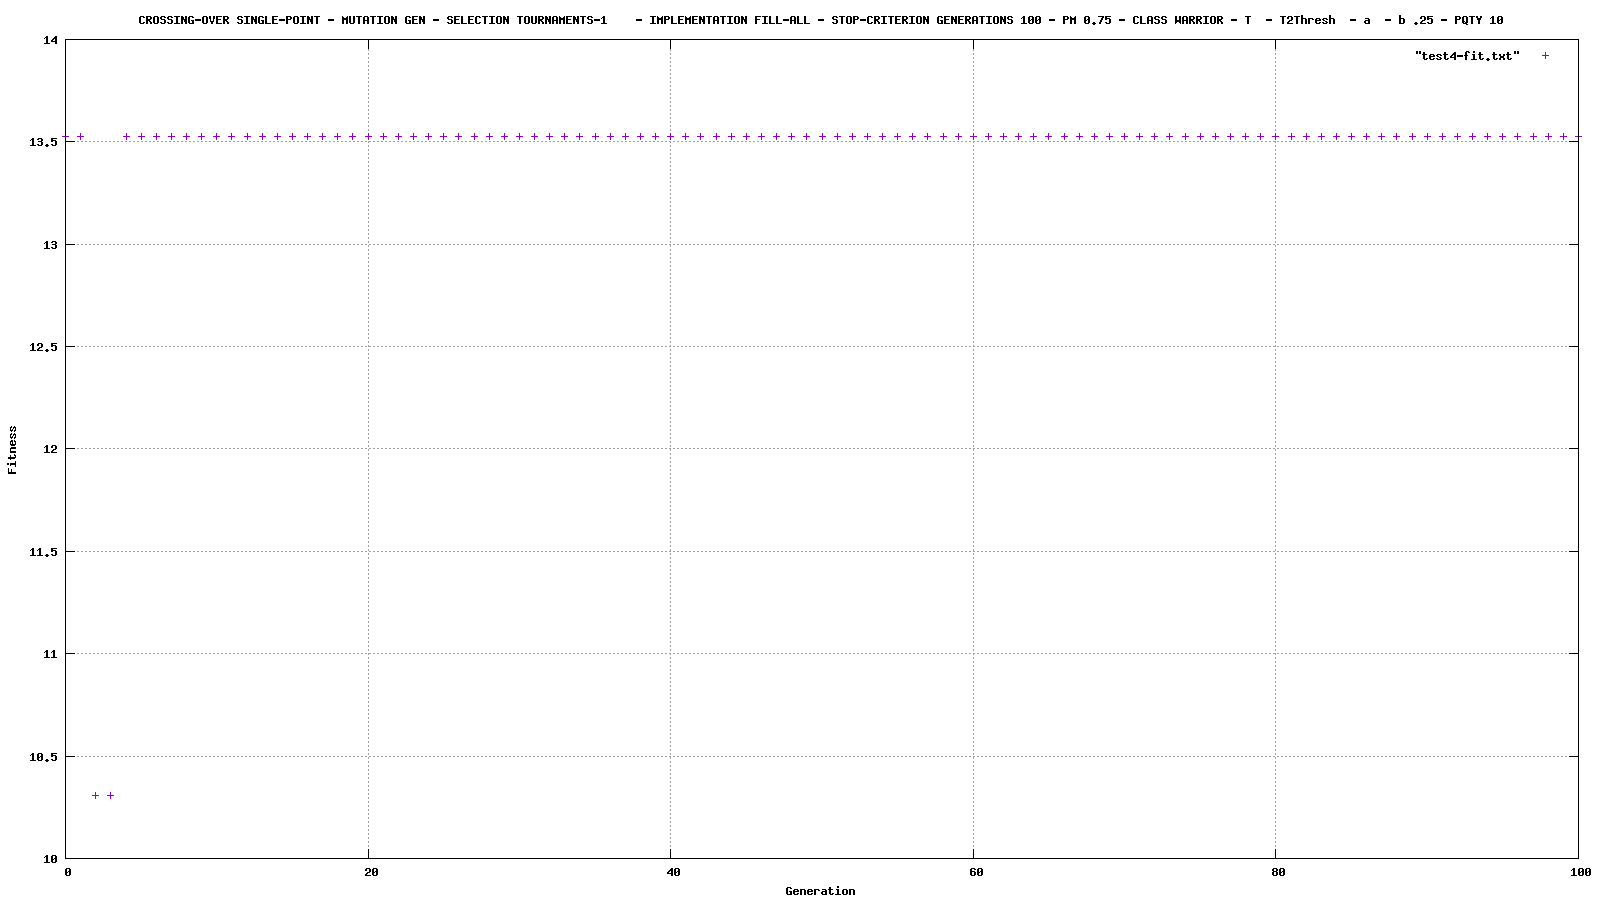 CROSSING-OVER SINGLE-POINT - MUTATION GEN - SELECTION TOURNAMENTS-1    - IMPLEMENTATION FILL-ALL - STOP-CRITERION GENERATIONS 100 - PM 0.75 - CLASS WARRIOR - T  - T2Thresh  - a  - b .25 - PQTY 10
"test4-fit.txt"
14
13.5
13
12.5
12
11.5
11
10.5
10
Fitness
0 20 40 60 80 100
Generation